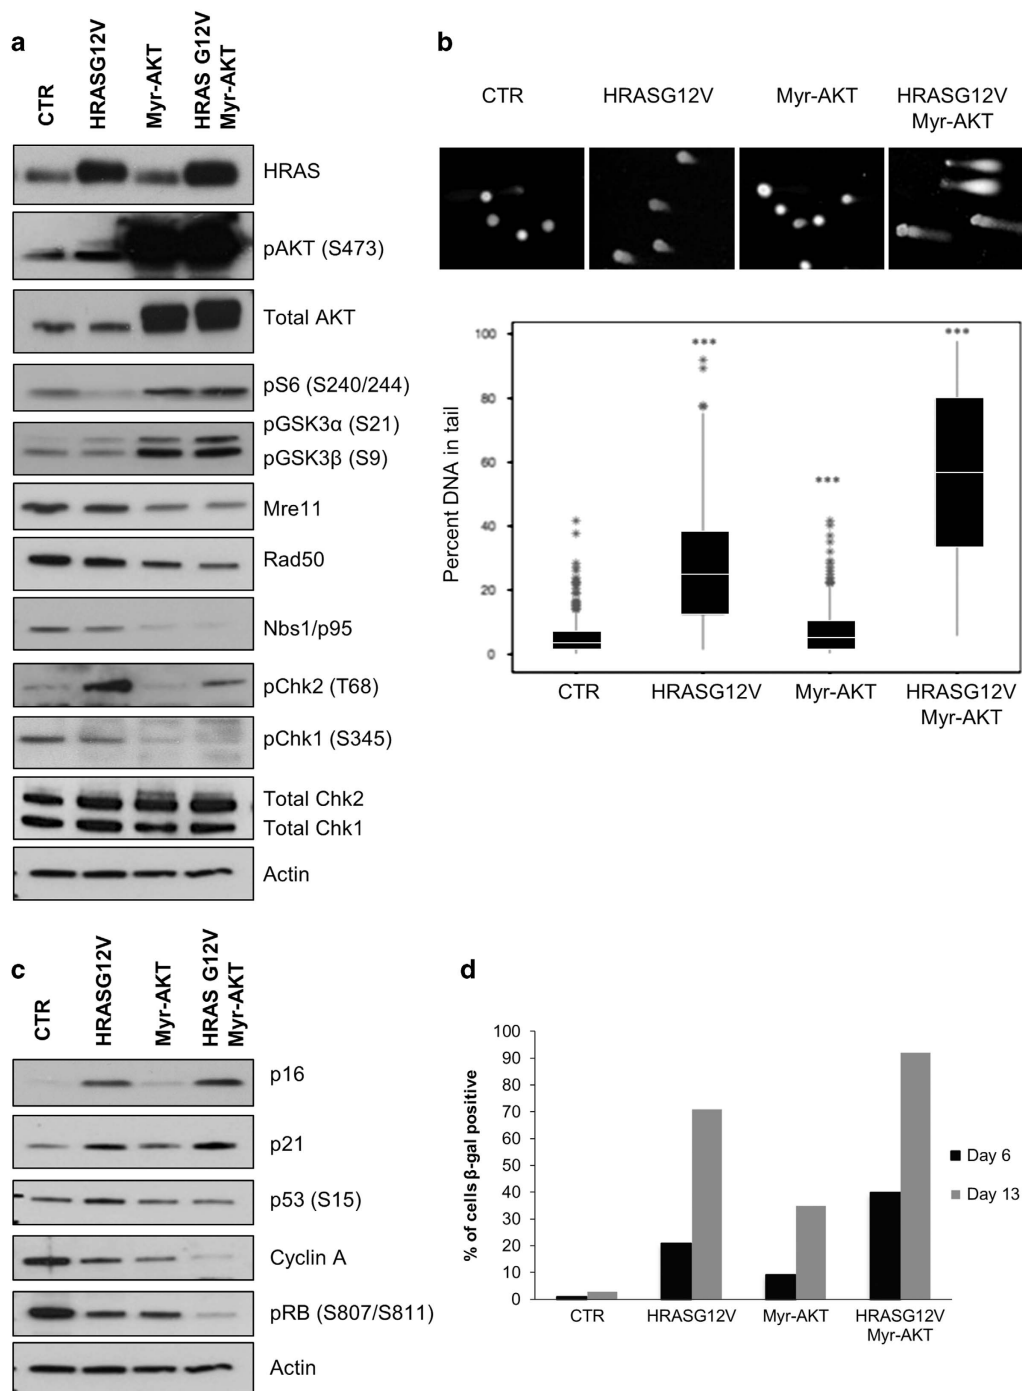 a
CTR
HRASG12V
Myr-AKT
HRAS G12V
Myr-AKT
HRAS
pAKT (S473)
Total AKT
pS6 (S240/244)
pGSK3α (S21)
pGSK3β (S9)
Mre11
Rad50
Nbs1/p95
pChk2 (T68)
pChk1 (S345)
Total Chk2
Total Chk1
Actin
b
CTR
HRASG12V
Myr-AKT
HRASG12V
Myr-AKT
Percent DNA in tail
100
80
60
40
20
0
***
***
***
CTR
HRASG12V
Myr-AKT
HRASG12V
Myr-AKT
c
CTR
HRASG12V
Myr-AKT
HRAS G12V
Myr-AKT
p16
p21
p53 (S15)
Cyclin A
pRB (S807/S811)
Actin
d
% of cells β-gal positive
100
90
80
70
60
50
40
30
20
10
0
CTR
HRASG12V
Myr-AKT
HRASG12V
Myr-AKT
Day 6
Day 13